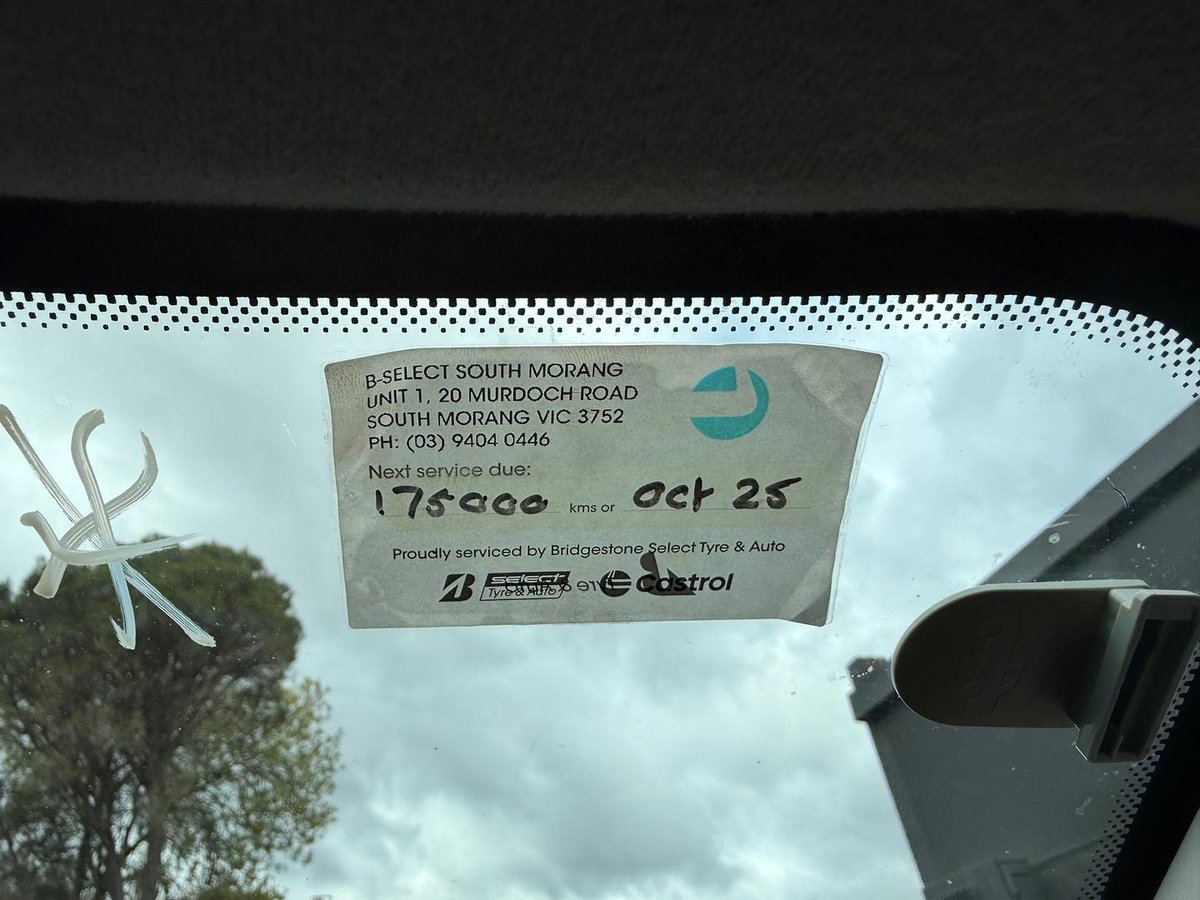 B-SELECT SOUTH MORANG
UNIT 1, 20 MURDOCH ROAD
SOUTH MORANG VIC 3752
PH: (03) 9404 0446
Next service due:
175000 kms or Oct 25
Proudly serviced by Bridgestone Select Tyre & Auto
SELECT Castrol
Tyre & Auto